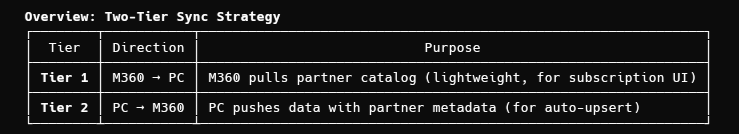 Overview: Two-Tier Sync Strategy
Tier Direction Purpose
Tier 1 M360 → PC M360 pulls partner catalog (lightweight, for subscription UI)
Tier 2 PC → M360 PC pushes data with partner metadata (for auto-upsert)